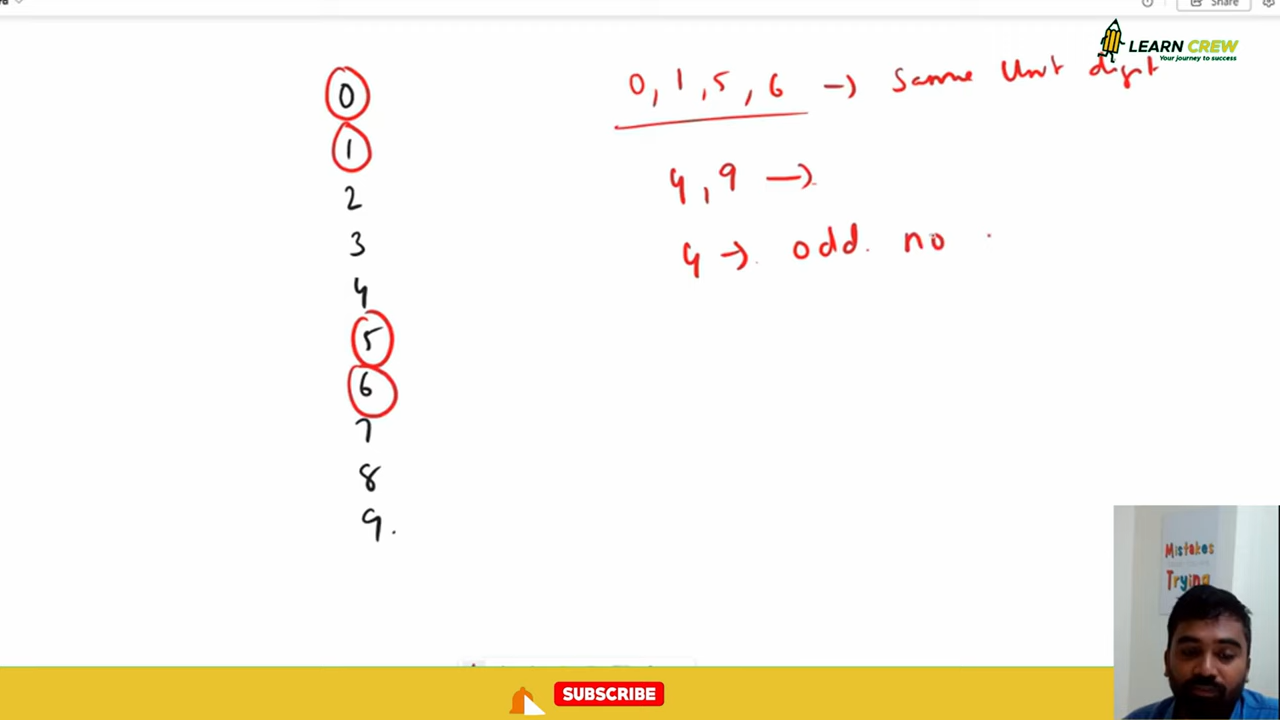 Share
LEARN CREW
Your journey to success
0
1
2
3
4
5
6
7
8
9.
0, 1, 5, 6 → Same Unit digit
4, 9 →
4 → odd. no
Mistakes
Trying
SUBSCRIBE